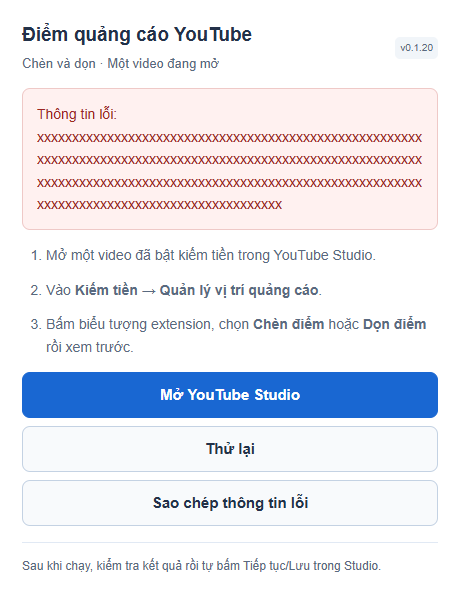 Điểm quảng cáo YouTube
v0.1.20
Chèn và dọn · Một video đang mở
Thông tin lỗi:
xxxxxxxxxxxxxxxxxxxxxxxxxxxxxxxxxxxxxxxxxxxxxxxxxxxxxxx
xxxxxxxxxxxxxxxxxxxxxxxxxxxxxxxxxxxxxxxxxxxxxxxxxxxxxxx
xxxxxxxxxxxxxxxxxxxxxxxxxxxxxxxxxxxxxxxxxxxxxxxxxxxxxxx
xxxxxxxxxxxxxxxxxxxxxxxxxxxxxxxxxxx
1. Mở một video đã bật kiếm tiền trong YouTube Studio.
2. Vào Kiếm tiền → Quản lý vị trí quảng cáo.
3. Bấm biểu tượng extension, chọn Chèn điểm hoặc Dọn điểm
rồi xem trước.
Mở YouTube Studio
Thử lại
Sao chép thông tin lỗi
Sau khi chạy, kiểm tra kết quả rồi tự bấm Tiếp tục/Lưu trong Studio.